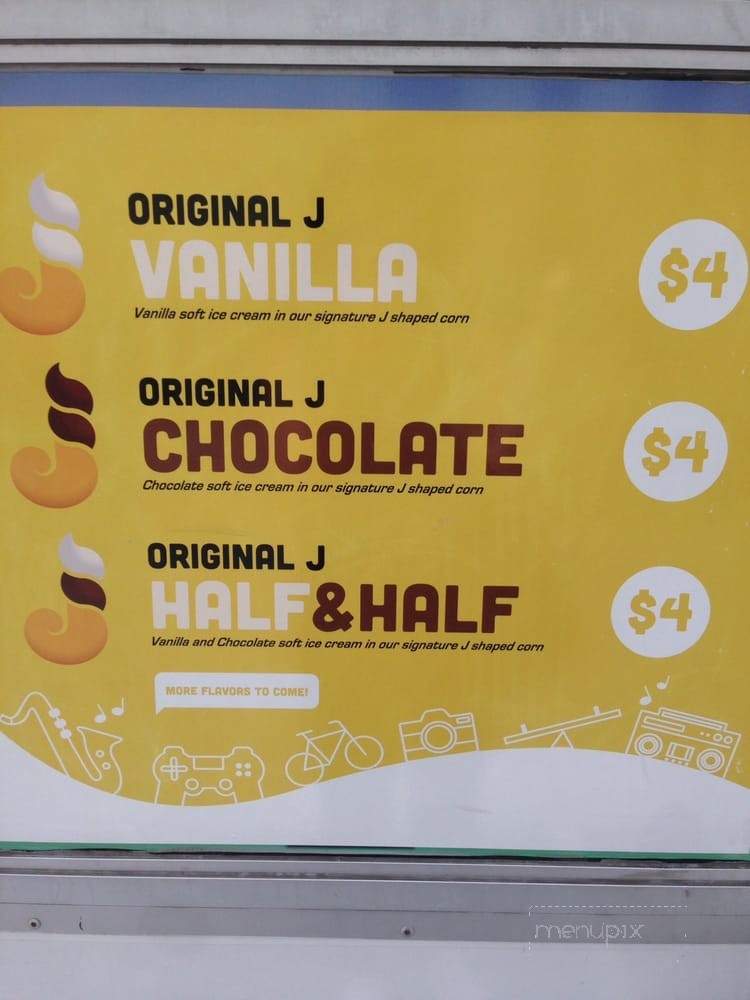 ORIGINAL J
VANILLA
Vanilla soft ice cream in our signature J shaped corn
$4
ORIGINAL J
CHOCOLATE
Chocolate soft ice cream in our signature J shaped corn
$4
ORIGINAL J
HALF&HALF
Vanilla and Chocolate soft ice cream in our signature J shaped corn
$4
MORE FLAVORS TO COME!
menupix